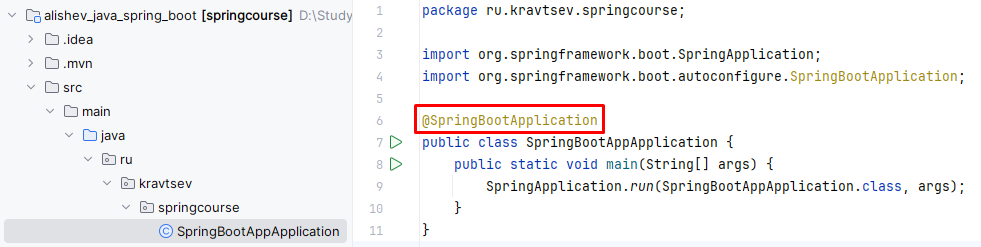 alishev_java_spring_boot [springcourse] D:\Study
.idea
.mvn
src
main
java
ru
kravtsev
springcourse
SpringBootAppApplication
1 package ru.kravtsev.springcourse;
2
3 import org.springframework.boot.SpringApplication;
4 import org.springframework.boot.autoconfigure.SpringBootApplication;
5
6 @SpringBootApplication
7 public class SpringBootAppApplication {
8 public static void main(String[] args) {
9 SpringApplication.run(SpringBootAppApplication.class, args);
10 }
11 }